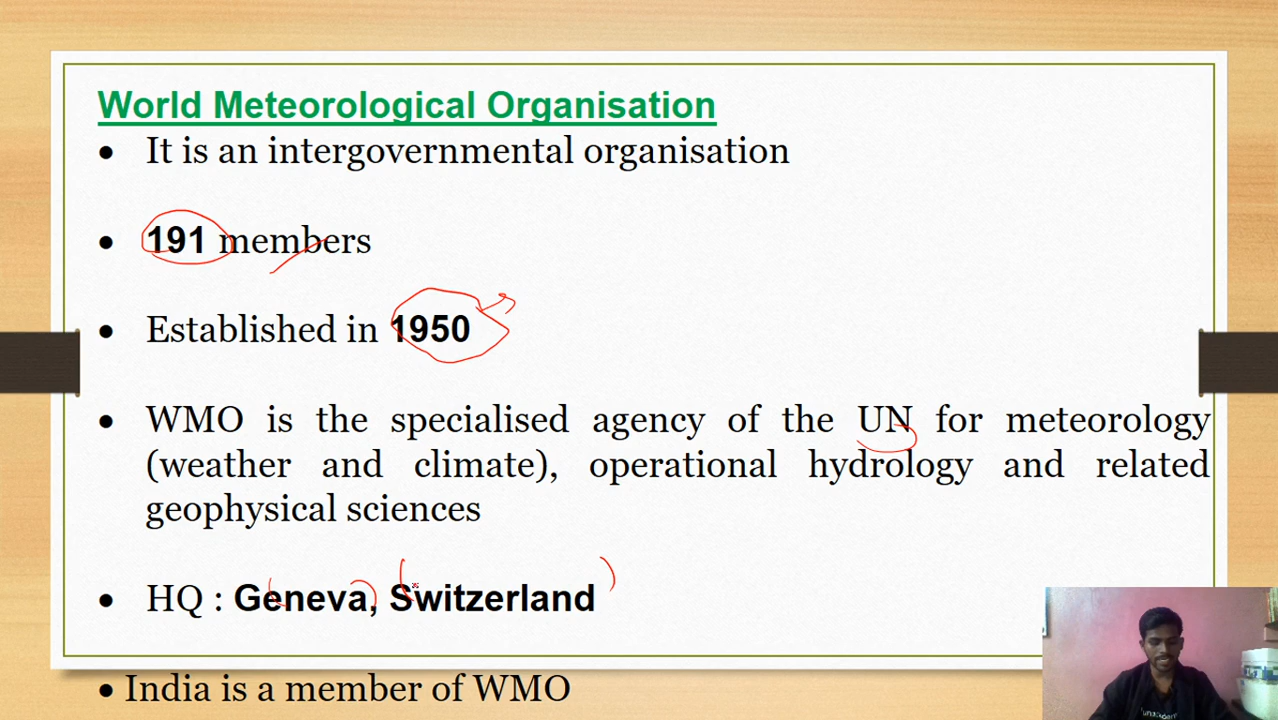 World Meteorological Organisation
• It is an intergovernmental organisation
• 191 members
• Established in 1950
• WMO is the specialised agency of the UN for meteorology
(weather and climate), operational hydrology and related
geophysical sciences
• HQ : Geneva, Switzerland
• India is a member of WMO